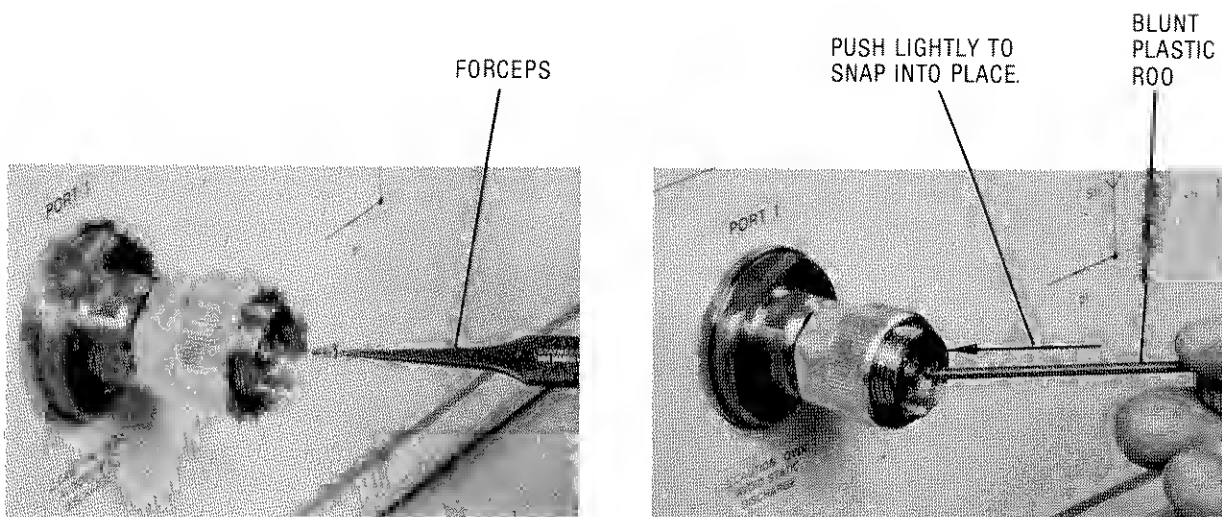 FORCEPS
PUSH LIGHTLY TO
SNAP INTO PLACE.
BLUNT
PLASTIC
ROO
PORT 1
PORT 1